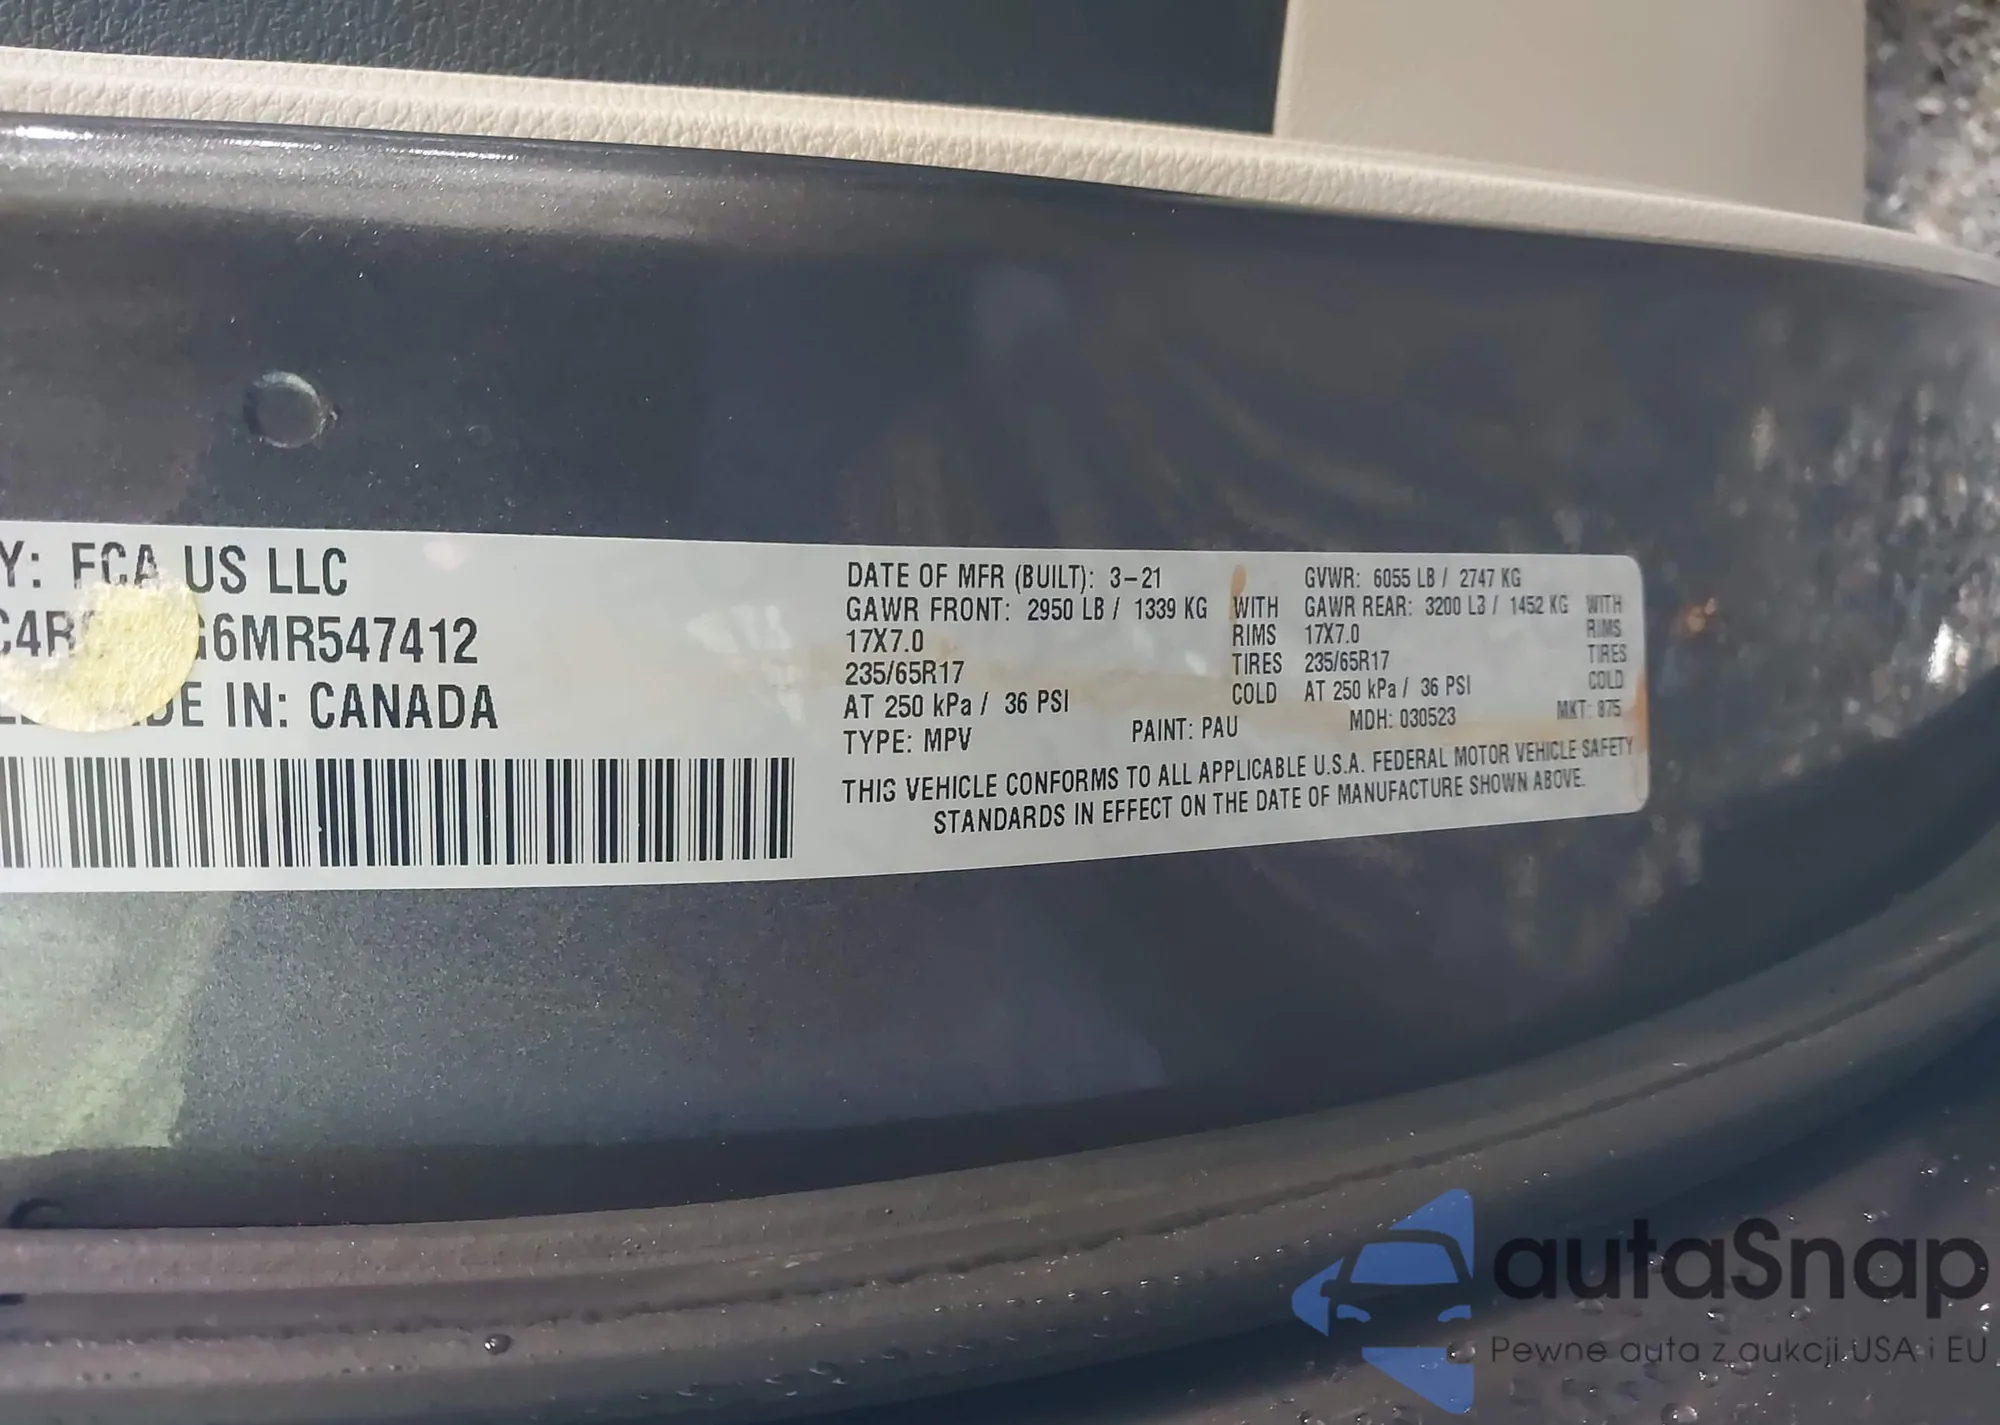 Y: FCA US LLC
C4R G6MR547412
DE IN: CANADA
DATE OF MFR (BUILT): 3-21
GVWR: 6055 LB / 2747 KG
GAWR FRONT: 2950 LB / 1339 KG WITH
GAWR REAR: 3200 LB / 1452 KG WITH
17X7.0 RIMS
17X7.0 RIMS
235/65R17 TIRES
235/65R17 TIRES
AT 250 kPa / 36 PSI COLD
AT 250 kPa / 36 PSI COLD
TYPE: MPV PAINT: PAU MDH: 030523 MKT: 875
THIS VEHICLE CONFORMS TO ALL APPLICABLE U.S.A. FEDERAL MOTOR VEHICLE SAFETY
STANDARDS IN EFFECT ON THE DATE OF MANUFACTURE SHOWN ABOVE.
autaSnap
Pewne auta z aukcji USA i EU